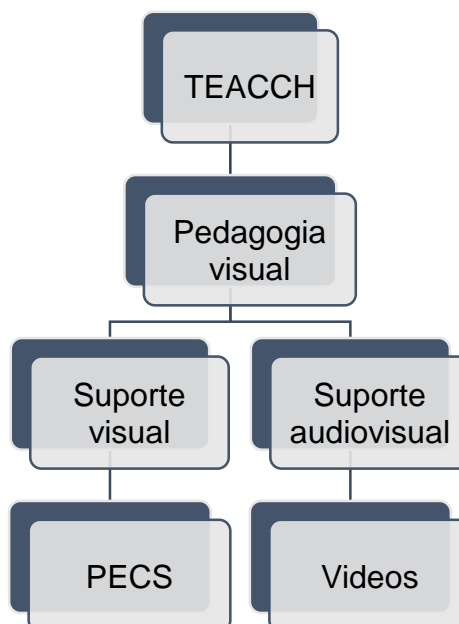 TEACCH
Pedagogia
visual
Suporte
visual
Suporte
audiovisual
PECS
Videos